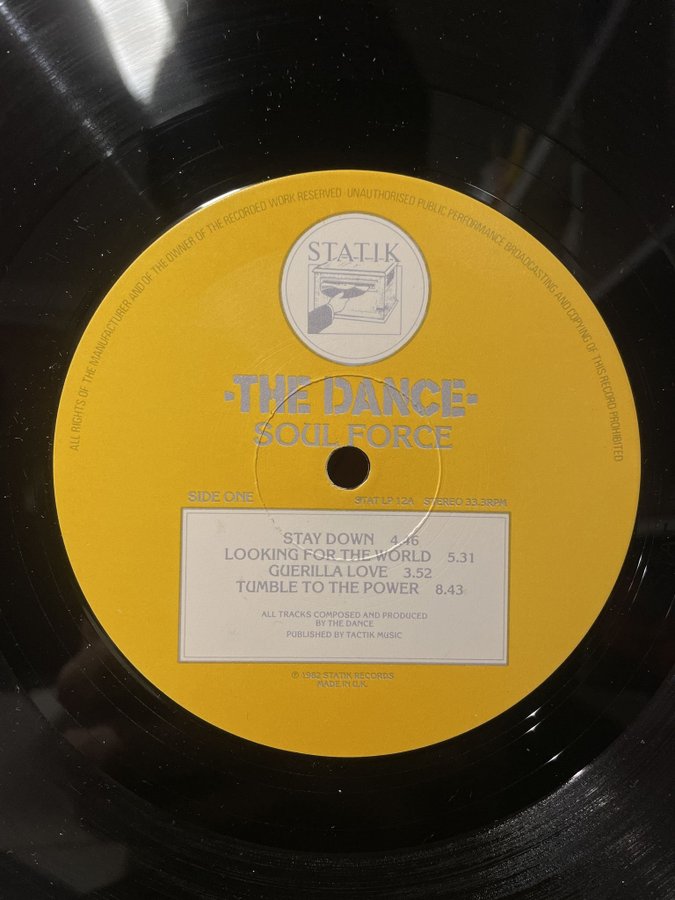 ALL RIGHTS OF THE MANUFACTURER AND OF THE OWNER OF THE RECORDED WORK RESERVED UNAUTHORISED PUBLIC PERFORMANCE BROADCASTING AND COPYING OF THIS RECORD PROHIBITED
STATIK
·THE DANCE·
SOUL FORCE
SIDE ONE STAT LP 12A STEREO 33.3RPM
STAY DOWN 4.46
LOOKING FOR THE WORLD 5.31
GUERILLA LOVE 3.52
TUMBLE TO THE POWER 8.43
ALL TRACKS COMPOSED AND PRODUCED
BY THE DANCE
PUBLISHED BY TACTIK MUSIC
℗ 1982 STATIK RECORDS
MADE IN U.K.